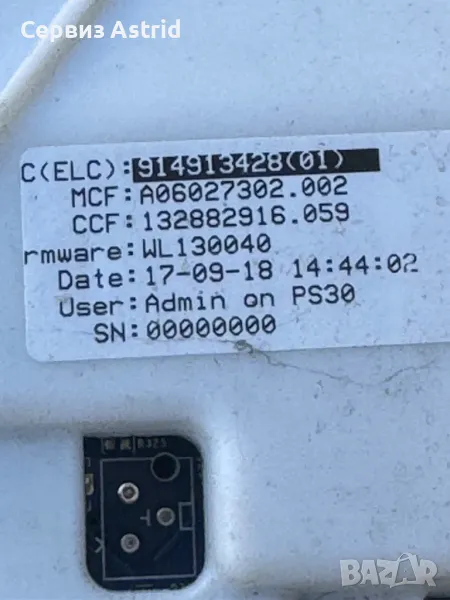 Сервиз Astrid
C(ELC):914913428(01)
MCF:A06027302.002
CCF:132882916.059
rmware:WL130040
Date:17-09-18 14:44:02
User:Admin on PS30
SN:00000000
T
BAZAR